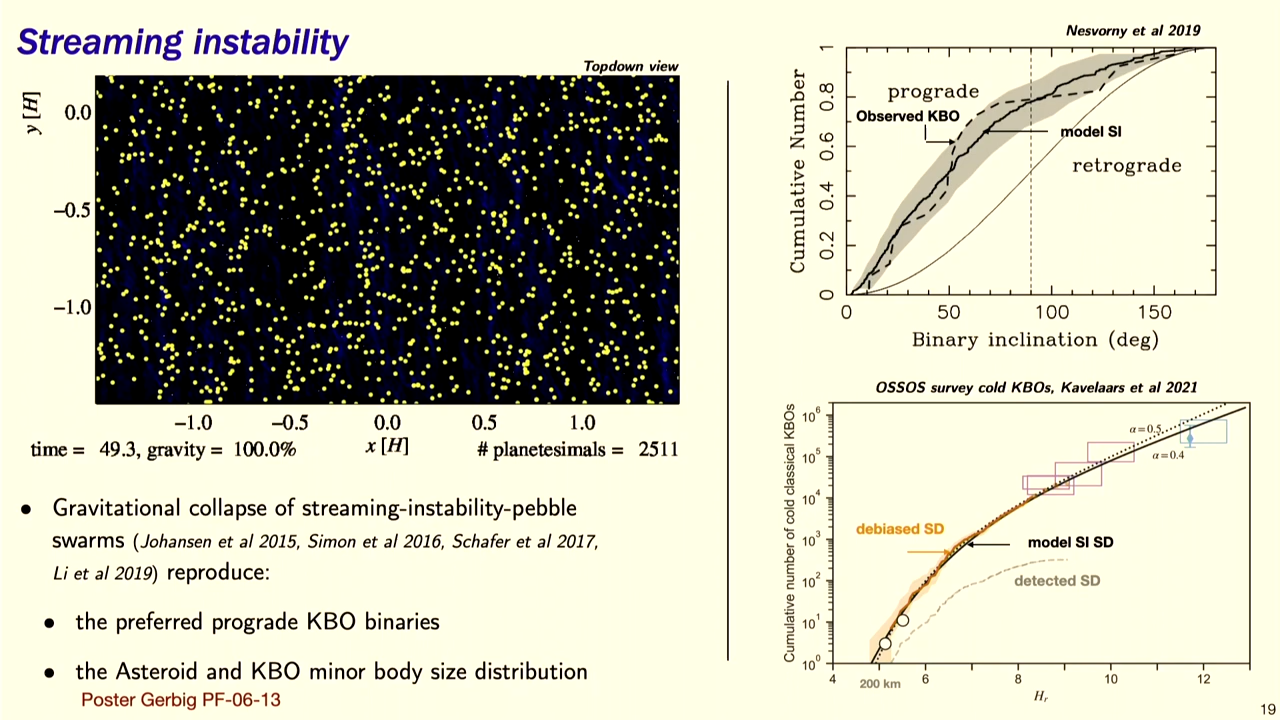 Streaming instability
Topdown view
y [H]
0.0
−0.5
−1.0
−1.0
−0.5
0.0
0.5
1.0
x [H]
time = 49.3, gravity = 100.0%
# planetesimals = 2511
• Gravitational collapse of streaming-instability-pebble
swarms (Johansen et al 2015, Simon et al 2016, Schafer et al 2017,
Li et al 2019) reproduce:
• the preferred prograde KBO binaries
• the Asteroid and KBO minor body size distribution
Poster Gerbig PF-06-13
Nesvorny et al 2019
Cumulative Number
1
0.8
0.6
0.4
0.2
0
prograde
Observed KBO
model SI
retrograde
0
50
100
150
Binary inclination (deg)
OSSOS survey cold KBOs, Kavelaars et al 2021
Cumulative number of cold classical KBOs
10⁶
10⁵
10⁴
10³
10²
10¹
10⁰
α=0.5
α=0.4
debiased SD
model SI SD
detected SD
4
6
8
10
12
200 km
Hᵣ
19